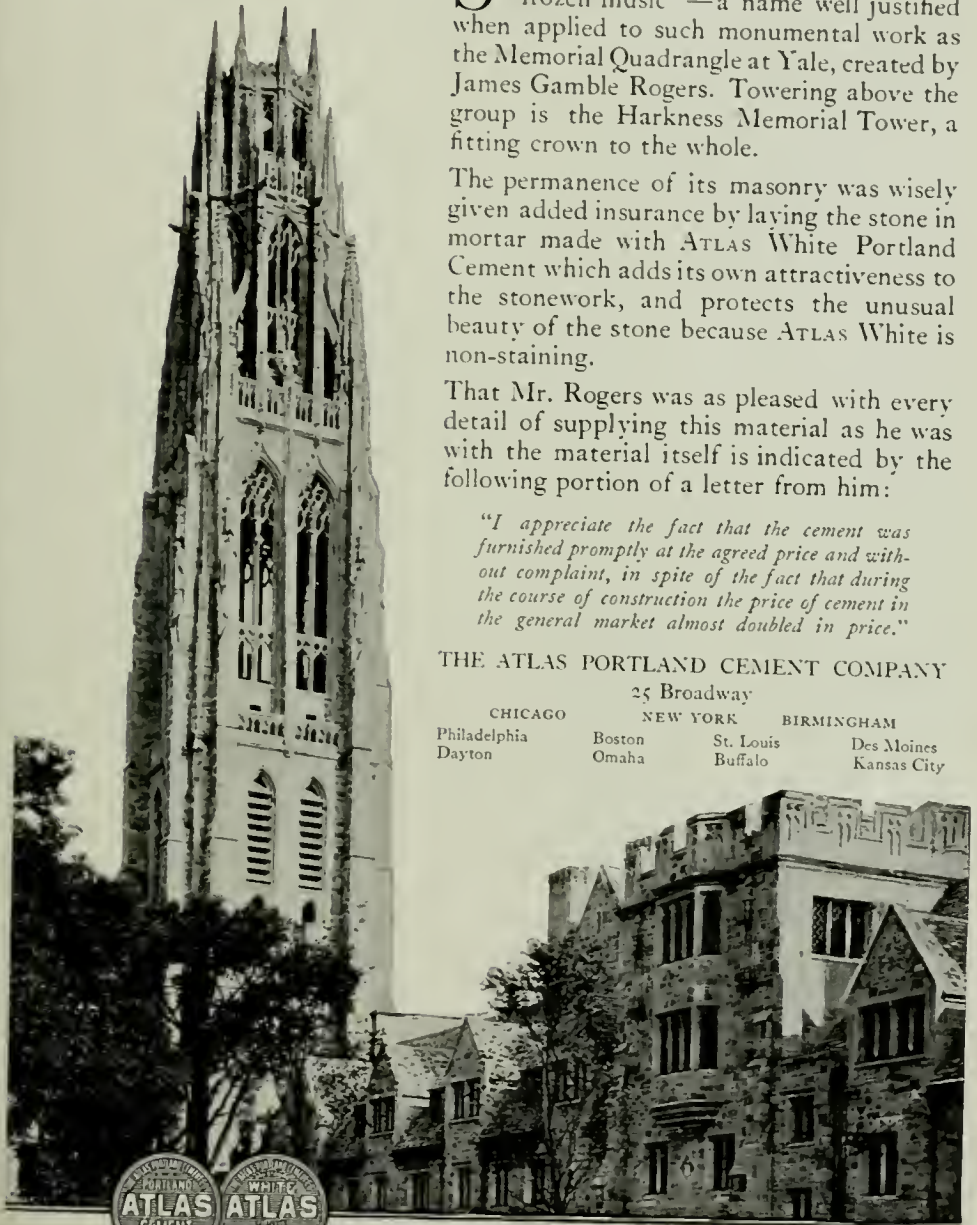 S "frozen music"—a name well justified
when applied to such monumental work as
the Memorial Quadrangle at Yale, created by
James Gamble Rogers. Towering above the
group is the Harkness Memorial Tower, a
fitting crown to the whole.
The permanence of its masonry was wisely
given added insurance by laying the stone in
mortar made with ATLAS White Portland
Cement which adds its own attractiveness to
the stonework, and protects the unusual
beauty of the stone because ATLAS White is
non-staining.
That Mr. Rogers was as pleased with every
detail of supplying this material as he was
with the material itself is indicated by the
following portion of a letter from him:
"I appreciate the fact that the cement was
furnished promptly at the agreed price and with-
out complaint, in spite of the fact that during
the course of construction the price of cement in
the general market almost doubled in price."
THE ATLAS PORTLAND CEMENT COMPANY
25 Broadway
CHICAGO NEW YORK BIRMINGHAM
Philadelphia Boston St. Louis Des Moines
Dayton Omaha Buffalo Kansas City
PORTLAND
ATLAS
CEMENT
WHITE
ATLAS